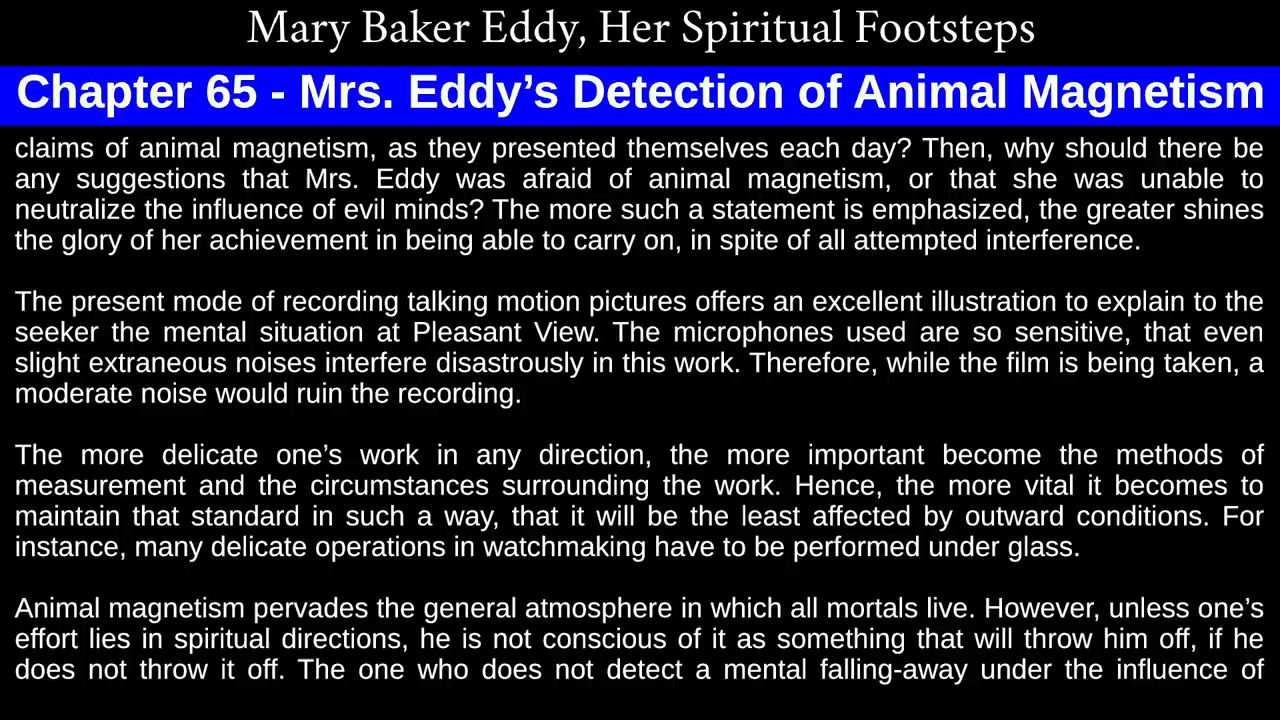 Mary Baker Eddy, Her Spiritual Footsteps
Chapter 65 - Mrs. Eddy’s Detection of Animal Magnetism
claims of animal magnetism, as they presented themselves each day? Then, why should there be
any suggestions that Mrs. Eddy was afraid of animal magnetism, or that she was unable to
neutralize the influence of evil minds? The more such a statement is emphasized, the greater shines
the glory of her achievement in being able to carry on, in spite of all attempted interference.
The present mode of recording talking motion pictures offers an excellent illustration to explain to the
seeker the mental situation at Pleasant View. The microphones used are so sensitive, that even
slight extraneous noises interfere disastrously in this work. Therefore, while the film is being taken, a
moderate noise would ruin the recording.
The more delicate one’s work in any direction, the more important become the methods of
measurement and the circumstances surrounding the work. Hence, the more vital it becomes to
maintain that standard in such a way, that it will be the least affected by outward conditions. For
instance, many delicate operations in watchmaking have to be performed under glass.
Animal magnetism pervades the general atmosphere in which all mortals live. However, unless one’s
effort lies in spiritual directions, he is not conscious of it as something that will throw him off, if he
does not throw it off. The one who does not detect a mental falling-away under the influence of